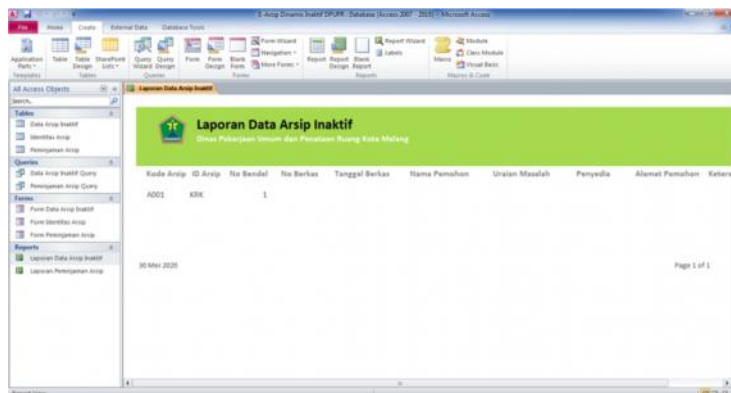 E-Arsip Dinamis Inaktif DPUPR : Database (Access 2007 - 2010) - Microsoft Access
File Home Create External Data Database Tools
Application Parts Table Table Design SharePoint Lists Query Wizard Query Design Form Form Design Blank Form Form Wizard Navigation More Forms Report Report Design Blank Report Report Wizard Labels Macro Module Class Module Visual Basic
Templates Tables Queries Forms Reports Macros & Code
All Access Objects
Search...
Tables
Data Arsip Inaktif
Identitas Arsip
Peminjaman Arsip
Queries
Data Arsip Inaktif Query
Peminjaman Arsip Query
Forms
Form Data Arsip Inaktif
Form Identitas Arsip
Form Peminjaman Arsip
Reports
Laporan Data Arsip Inaktif
Laporan Peminjaman Arsip
Laporan Data Arsip Inaktif
Laporan Data Arsip Inaktif
Dinas Pekerjaan Umum dan Penataan Ruang Kota Malang
Kode Arsip ID Arsip No Bendel No Berkas Tanggal Berkas Nama Pemohon Uraian Masalah Penyedia Alamat Pemohon Ketera
A001 KRK 1
30 Mei 2020 Page 1 of 1
Report View